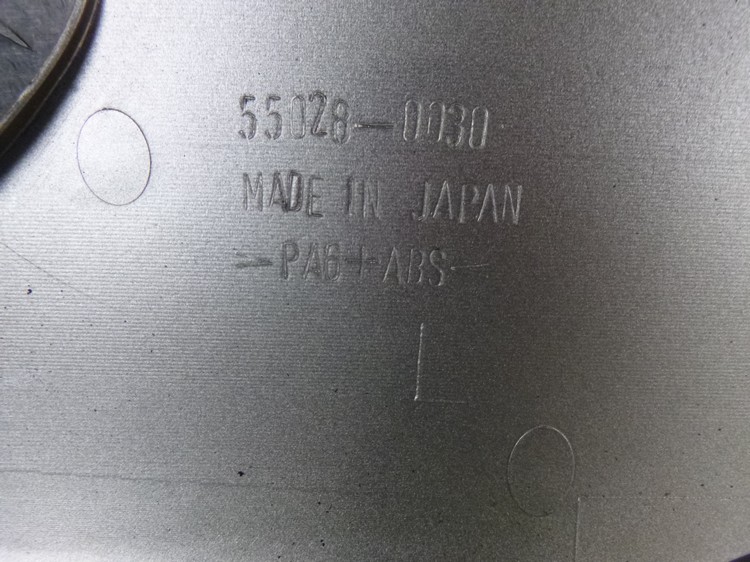 55028-0030
MADE IN JAPAN
>PA6+ABS<
L